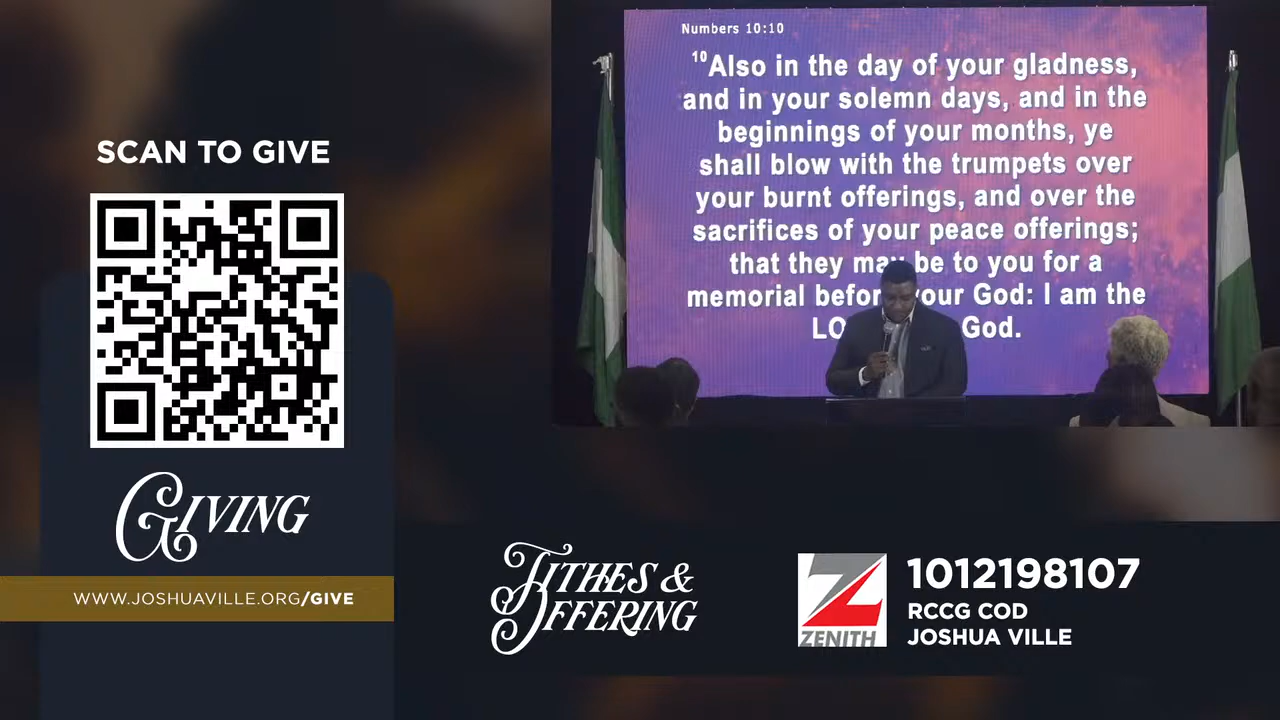 SCAN TO GIVE
GIVING
WWW.JOSHUAVILLE.ORG/GIVE
Numbers 10:10
10Also in the day of your gladness,
and in your solemn days, and in the
beginnings of your months, ye
shall blow with the trumpets over
your burnt offerings, and over the
sacrifices of your peace offerings;
that they may be to you for a
memorial before your God: I am the
LO God.
TITHES &
OFFERING
ZENITH
1012198107
RCCG COD
JOSHUA VILLE